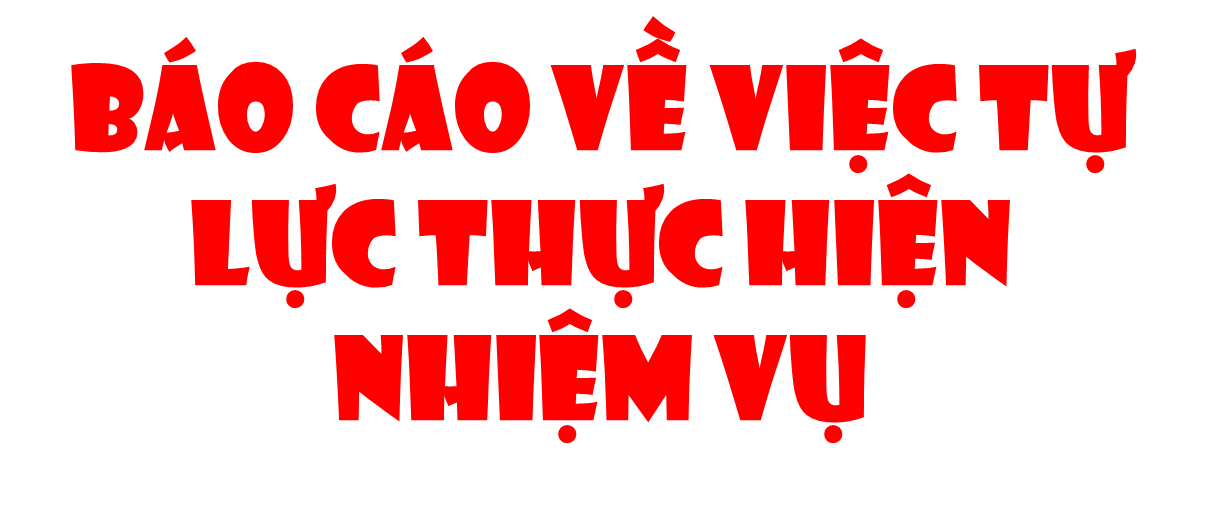 BÁO CÁO VỀ VIỆC TỰ
LỰC THỰC HIỆN
NHIỆM VỤ